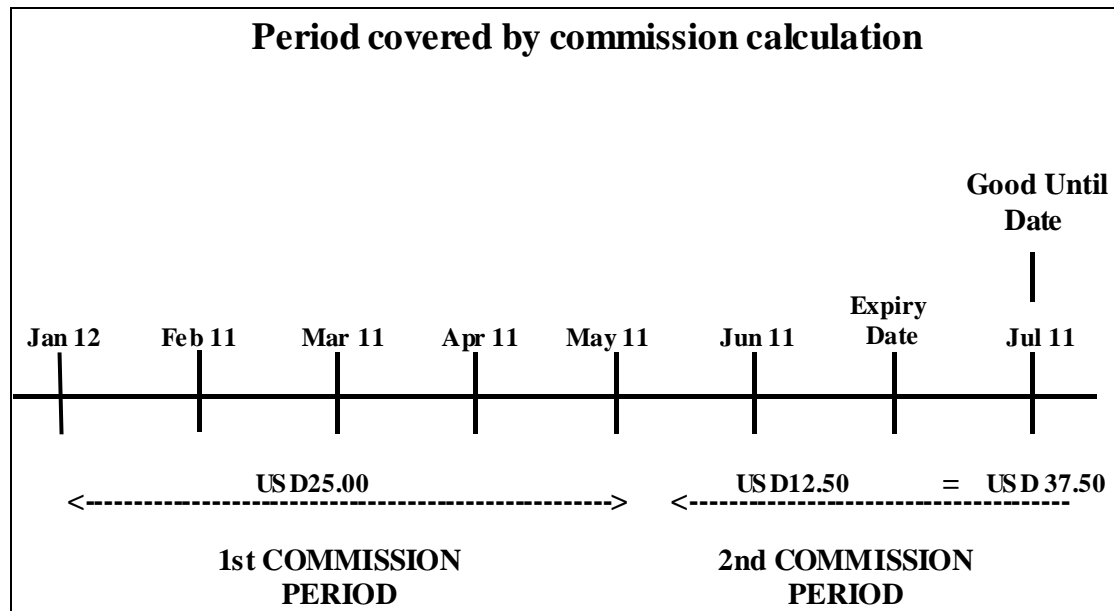 Period covered by commission calculation
Good Until
Date
Jan 12
Feb 11
Mar 11
Apr 11
May 11
Jun 11
Expiry
Date
Jul 11
USD25.00
USD12.50 = USD 37.50
1st COMMISSION
PERIOD
2nd COMMISSION
PERIOD